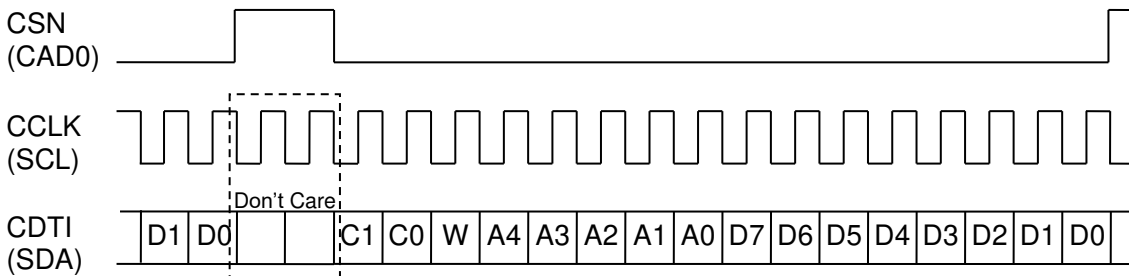 CSN
(CAD0)
CCLK
(SCL)
Don't Care
CDTI
(SDA)
D1 D0 C1 C0 W A4 A3 A2 A1 A0 D7 D6 D5 D4 D3 D2 D1 D0